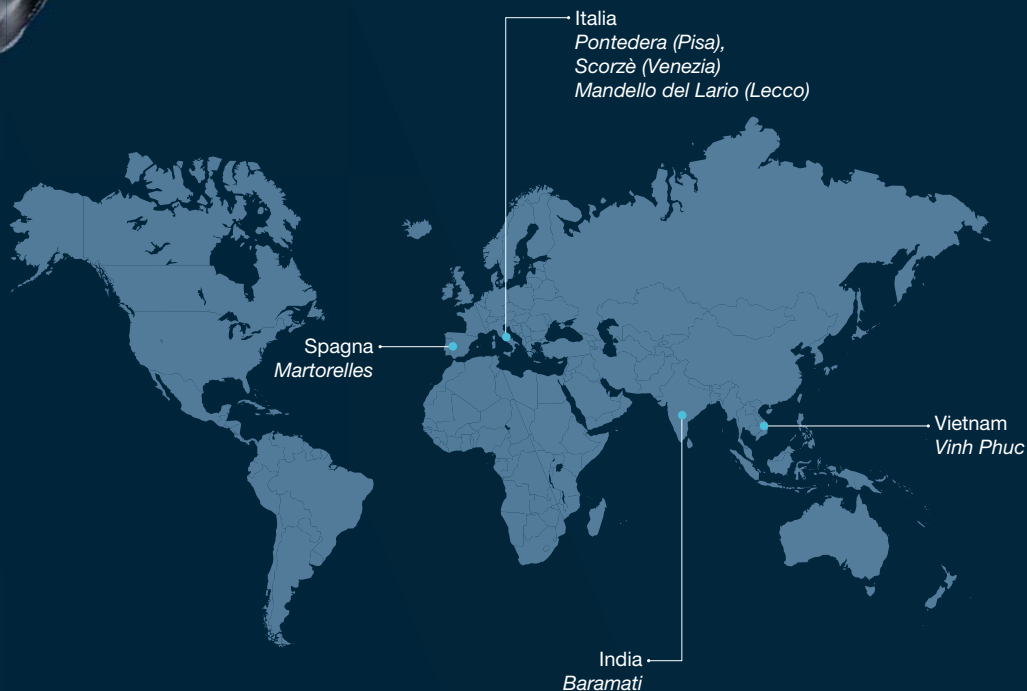 Italia
Pontedera (Pisa),
Scorzè (Venezia)
Mandello del Lario (Lecco)
Spagna
Martorelles
Vietnam
Vinh Phuc
India
Baramati